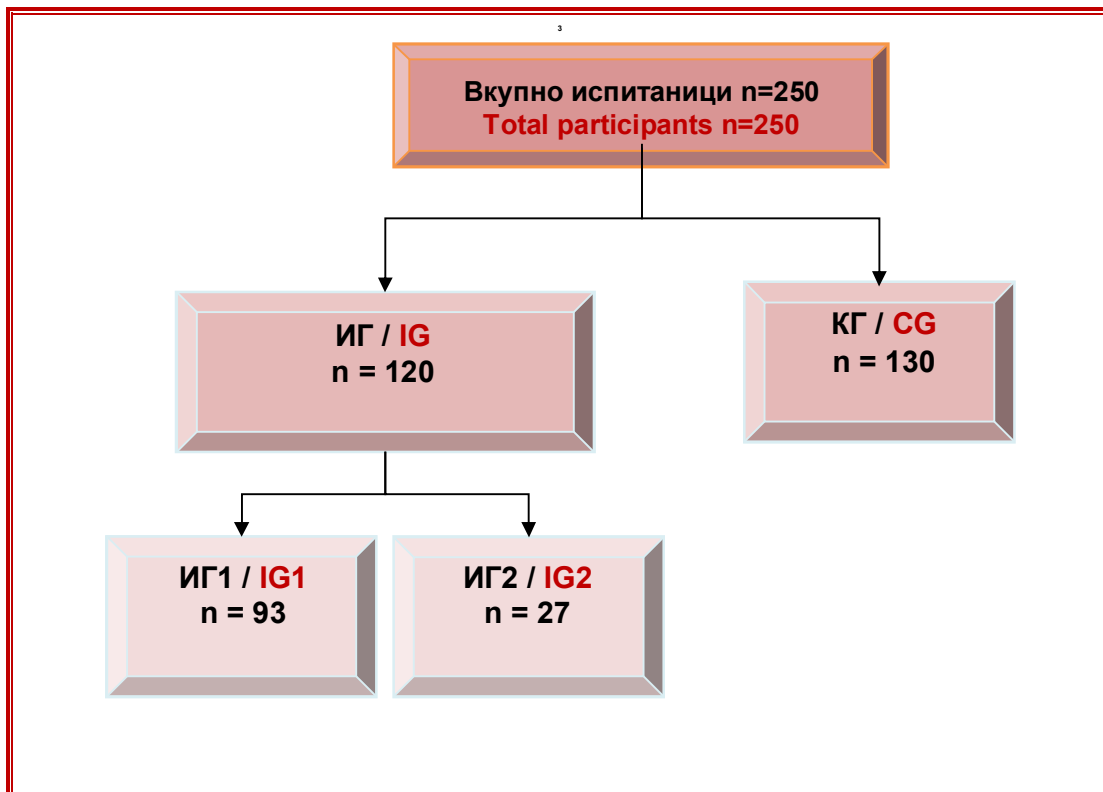 3
Вкупно испитаници n=250
Total participants n=250
ИГ / IG
n = 120
КГ / CG
n = 130
ИГ1 / IG1
n = 93
ИГ2 / IG2
n = 27